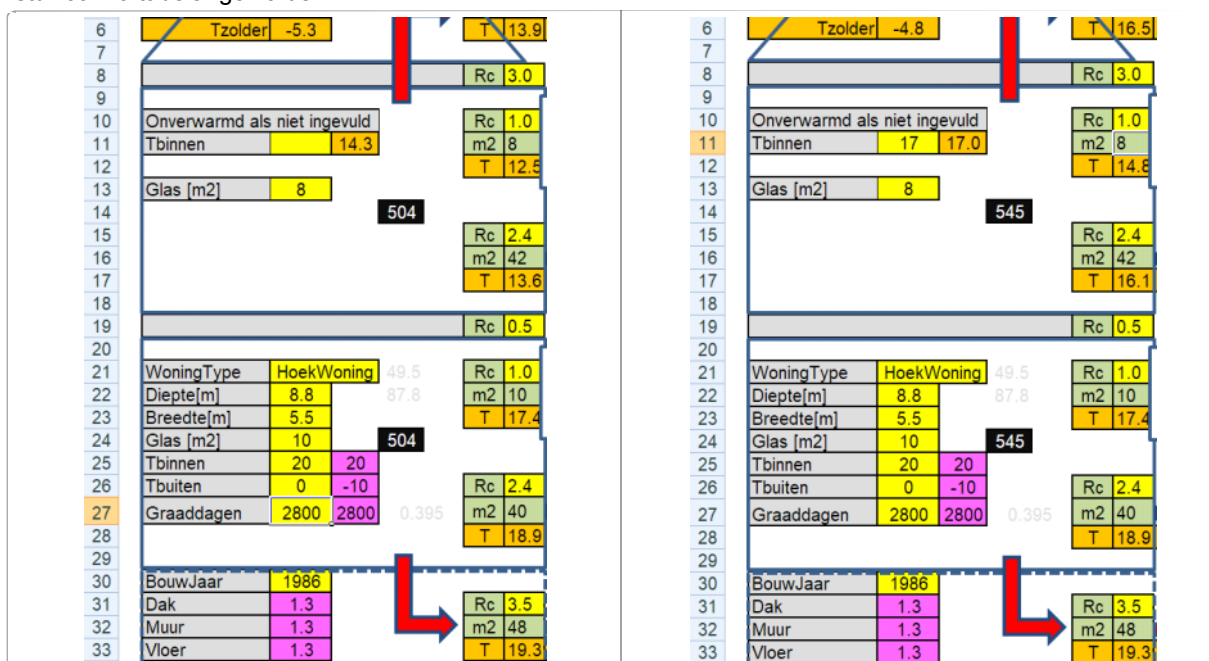 6 Tzolder -5.3 T 13.9
7
8 Rc 3.0
9
10 Onverwarmd als niet ingevuld Rc 1.0
11 Tbinnen 14.3 m2 8
12 T 12.5
13 Glas [m2] 8
14 504
15 Rc 2.4
16 m2 42
17 T 13.6
18
19 Rc 0.5
20
21 WoningType HoekWoning 49.5 Rc 1.0
22 Diepte[m] 8.8 87.8 m2 10
23 Breedte[m] 5.5 T 17.4
24 Glas [m2] 10 504
25 Tbinnen 20 20
26 Tbuiten 0 -10 Rc 2.4
27 Graaddagen 2800 2800 0.395 m2 40
28 T 18.9
29
30 BouwJaar 1986
31 Dak 1.3 Rc 3.5
32 Muur 1.3 m2 48
33 Vloer 1.3 T 19.3
6 Tzolder -4.8 T 16.5
7
8 Rc 3.0
9
10 Onverwarmd als niet ingevuld Rc 1.0
11 Tbinnen 17 17.0 m2 8
12 T 14.8
13 Glas [m2] 8
14 545
15 Rc 2.4
16 m2 42
17 T 16.1
18
19 Rc 0.5
20
21 WoningType HoekWoning 49.5 Rc 1.0
22 Diepte[m] 8.8 87.8 m2 10
23 Breedte[m] 5.5 T 17.4
24 Glas [m2] 10 545
25 Tbinnen 20 20
26 Tbuiten 0 -10 Rc 2.4
27 Graaddagen 2800 2800 0.395 m2 40
28 T 18.9
29
30 BouwJaar 1986
31 Dak 1.3 Rc 3.5
32 Muur 1.3 m2 48
33 Vloer 1.3 T 19.3